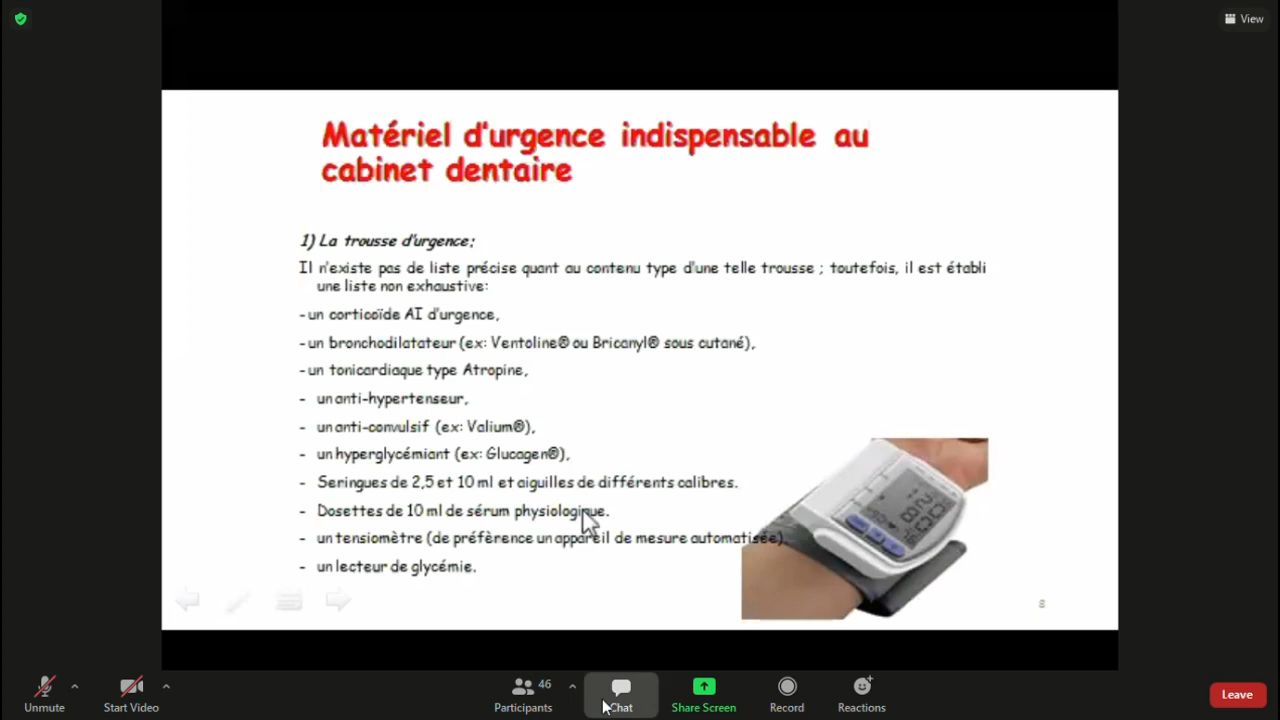 View
Matériel d'urgence indispensable au
cabinet dentaire
1) La trousse d'urgence;
Il n'existe pas de liste précise quant au contenu type d'une telle trousse ; toutefois, il est établi
une liste non exhaustive:
- un corticoïde AI d'urgence,
- un bronchodilatateur (ex: Ventoline® ou Bricanyl® sous cutané),
- un tonicardiaque type Atropine,
- un anti-hypertenseur,
- un anti-convulsif (ex: Valium®),
- un hyperglycémiant (ex: Glucagen®),
- Seringues de 2,5 et 10 ml et aiguilles de différents calibres.
- Dosettes de 10 ml de sérum physiologique.
- un tensiomètre (de préfèrence un appareil de mesure automatisée)
- un lecteur de glycémie.
8
Unmute
Start Video
46
Participants
Chat
Share Screen
Record
Reactions
Leave